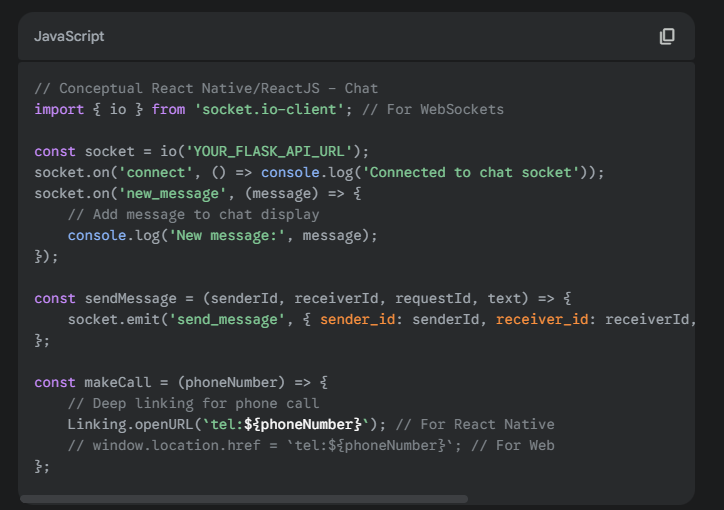 JavaScript
// Conceptual React Native/ReactJS - Chat
import { io } from 'socket.io-client'; // For WebSockets
const socket = io('YOUR_FLASK_API_URL');
socket.on('connect', () => console.log('Connected to chat socket'));
socket.on('new_message', (message) => {
    // Add message to chat display
    console.log('New message:', message);
});
const sendMessage = (senderId, receiverId, requestId, text) => {
    socket.emit('send_message', { sender_id: senderId, receiver_id: receiverId,
};
const makeCall = (phoneNumber) => {
    // Deep linking for phone call
    Linking.openURL(`tel:${phoneNumber}`); // For React Native
    // window.location.href = `tel:${phoneNumber}`; // For Web
};